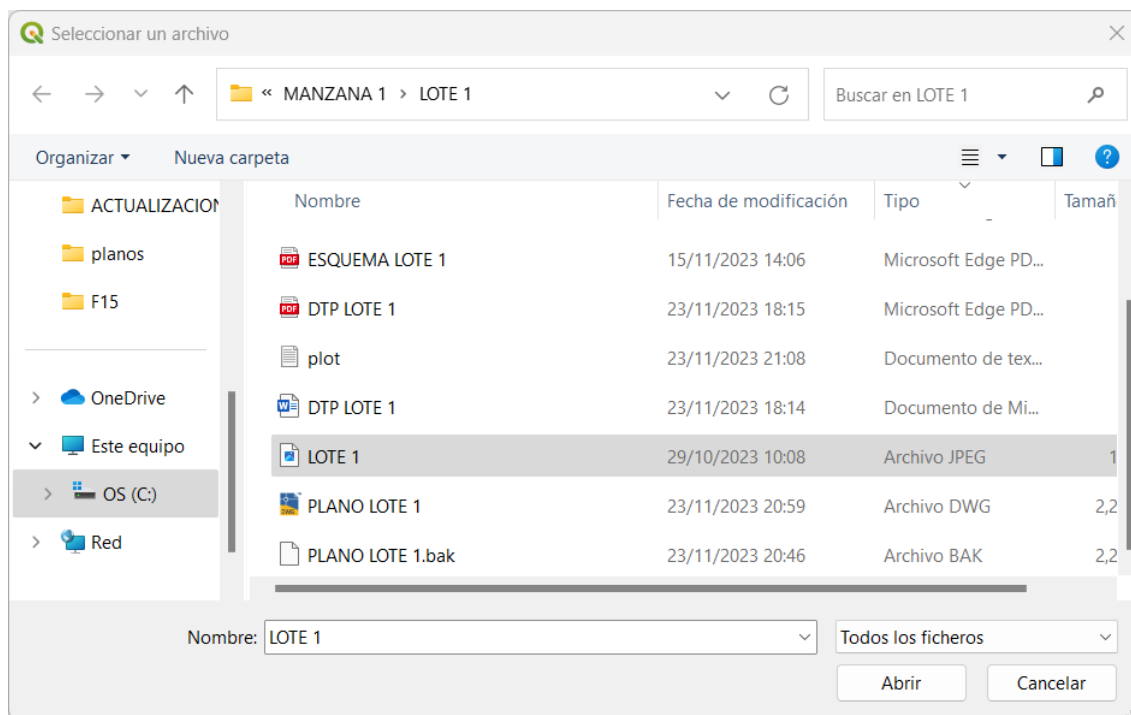 Seleccionar un archivo
« MANZANA 1 > LOTE 1
Buscar en LOTE 1
Organizar
Nueva carpeta
ACTUALIZACION
planos
F15
OneDrive
Este equipo
OS (C:)
Red
Nombre Fecha de modificación Tipo Tamañ
ESQUEMA LOTE 1 15/11/2023 14:06 Microsoft Edge PD...
DTP LOTE 1 23/11/2023 18:15 Microsoft Edge PD...
plot 23/11/2023 21:08 Documento de tex...
DTP LOTE 1 23/11/2023 18:14 Documento de Mi...
LOTE 1 29/10/2023 10:08 Archivo JPEG 1
PLANO LOTE 1 23/11/2023 20:59 Archivo DWG 2,2
PLANO LOTE 1.bak 23/11/2023 20:46 Archivo BAK 2,2
Nombre: LOTE 1
Todos los ficheros
Abrir
Cancelar